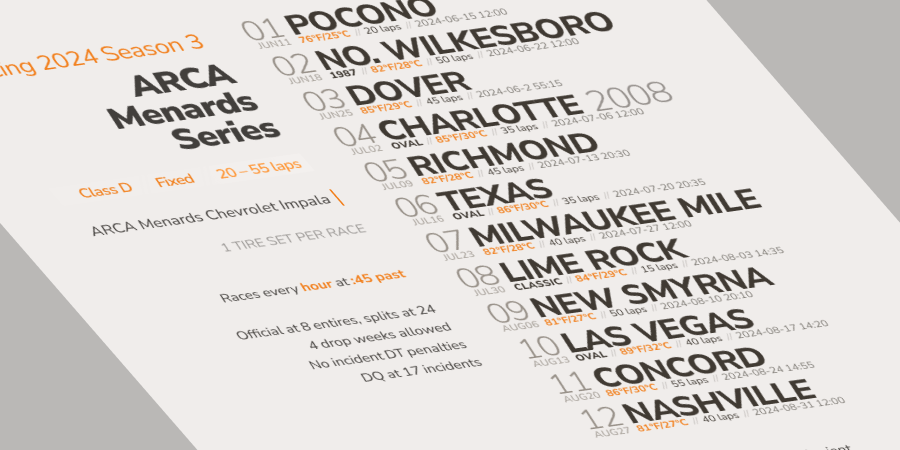 ing 2024 Season 3
ARCA
Menards
Series
Class D Fixed 20–55 laps
ARCA Menards Chevrolet Impala |
1 TIRE SET PER RACE
Races every hour at :45 past
Official at 8 entires, splits at 24
4 drop weeks allowed
No incident DT penalties
DQ at 17 incidents
01 POCONO
JUN11 76°F/25°C // 20 laps // 2024-06-15 12:00
02 NO. WILKESBORO
JUN18 1987 // 82°F/28°C // 50 laps // 2024-06-22 12:00
03 DOVER
JUN25 85°F/29°C // 45 laps // 2024-06-2 55:15
04 CHARLOTTE 2008
JUL02 OVAL // 85°F/30°C // 35 laps // 2024-07-06 12:00
05 RICHMOND
JUL09 82°F/28°C // 45 laps // 2024-07-13 20:30
06 TEXAS
JUL16 OVAL // 86°F/30°C // 35 laps // 2024-07-20 20:35
07 MILWAUKEE MILE
JUL23 82°F/28°C // 40 laps // 2024-07-27 12:00
08 LIME ROCK
JUL30 CLASSIC // 84°F/29°C // 15 laps // 2024-08-03 14:35
09 NEW SMYRNA
AUG06 81°F/27°C // 50 laps // 2024-08-10 20:10
10 LAS VEGAS
AUG13 OVAL // 89°F/32°C // 40 laps // 2024-08-17 14:20
11 CONCORD
AUG20 86°F/30°C // 55 laps // 2024-08-24 14:55
12 NASHVILLE
AUG27 81°F/27°C // 40 laps // 2024-08-31 12:00